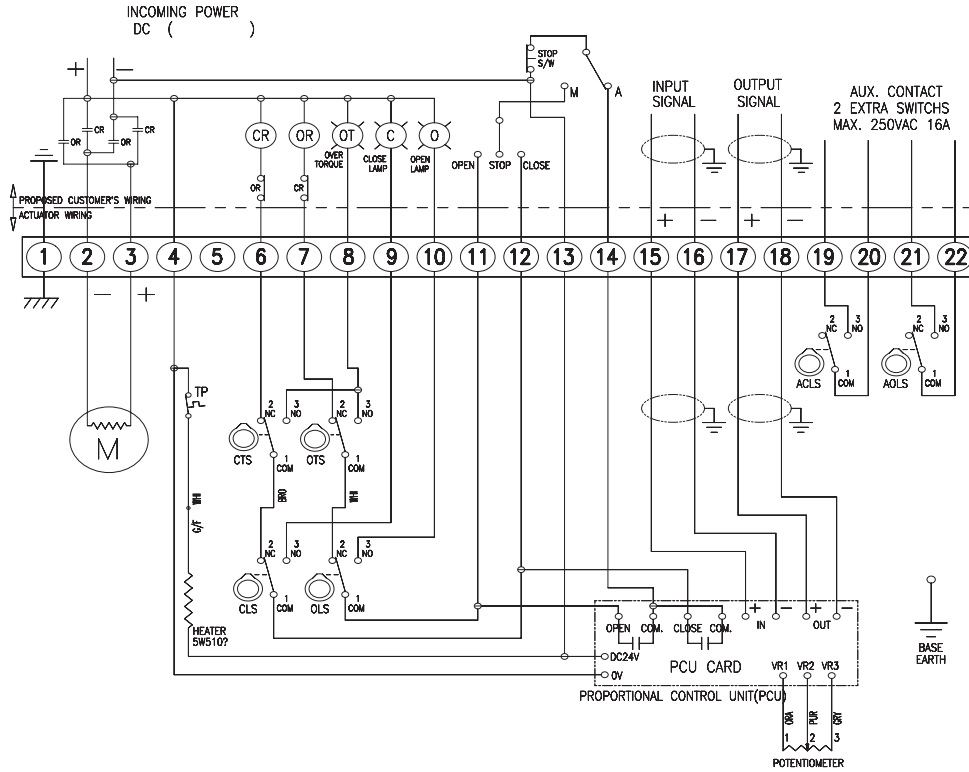 INCOMING POWER
DC ( )
+ −
STOP
S/W
M A
INPUT
SIGNAL
OUTPUT
SIGNAL
AUX. CONTACT
2 EXTRA SWITCHS
MAX. 250VAC 16A
OR CR OR CR
CR OR OT C O
OVER
TORQUE
CLOSE
LAMP
OPEN
LAMP
OPEN STOP CLOSE
OR CR
PROPOSED CUSTOMER'S WIRING
ACTUATOR WIRING
+ − + −
1 2 3 4 5 6 7 8 9 10 11 12 13 14 15 16 17 18 19 20 21 22
− +
2 NC 3 NO 2 NC 3 NO
1 COM 1 COM
ACLS AOLS
TP
M
2 NC 3 NO 2 NC 3 NO
CTS OTS
1 COM 1 COM
WHI
G/F
BRO WHI
2 NC 3 NO 2 NC 3 NO
CLS OLS
1 COM 1 COM
HEATER
5W510?
+ − + −
OPEN COM. CLOSE COM. IN OUT
DC24V
0V
PCU CARD
VR1 VR2 VR3
PROPORTIONAL CONTROL UNIT(PCU)
ORA PUR GRY
1 2 3
POTENTIOMETER
BASE
EARTH